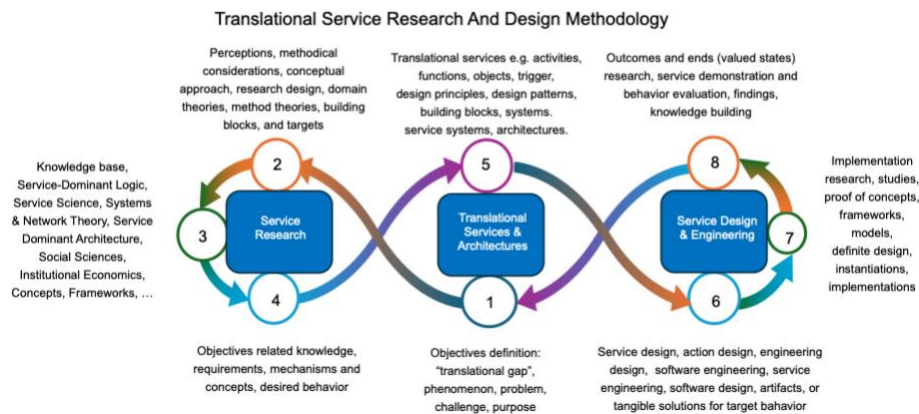 Translational Service Research And Design Methodology
Perceptions, methodical
considerations, conceptual
approach, research design,
domain theories, method
theories, building
blocks, and targets
Translational services e.g. activities,
functions, objects, trigger,
design principles, design patterns,
building blocks, systems.
service systems, architectures.
Outcomes and ends (valued states)
research, service demonstration and
behavior evaluation, findings,
knowledge building
Knowledge base,
Service-Dominant Logic,
Service Science, Systems
& Network Theory, Service
Dominant Architecture,
Social Sciences,
Institutional Economics,
Concepts, Frameworks, …
2
3
4
Service
Research
5
Translational
Services &
Architectures
1
8
Service Design
& Engineering
7
6
Implementation
research, studies,
proof of concepts,
frameworks,
models,
definite design,
instantiations,
implementations
Objectives related knowledge,
requirements, mechanisms and
concepts, desired behavior
Objectives definition:
“translational gap”,
phenomenon, problem,
challenge, purpose
Service design, action design, engineering
design, software engineering, service
engineering, software design, artifacts, or
tangible solutions for target bahavior